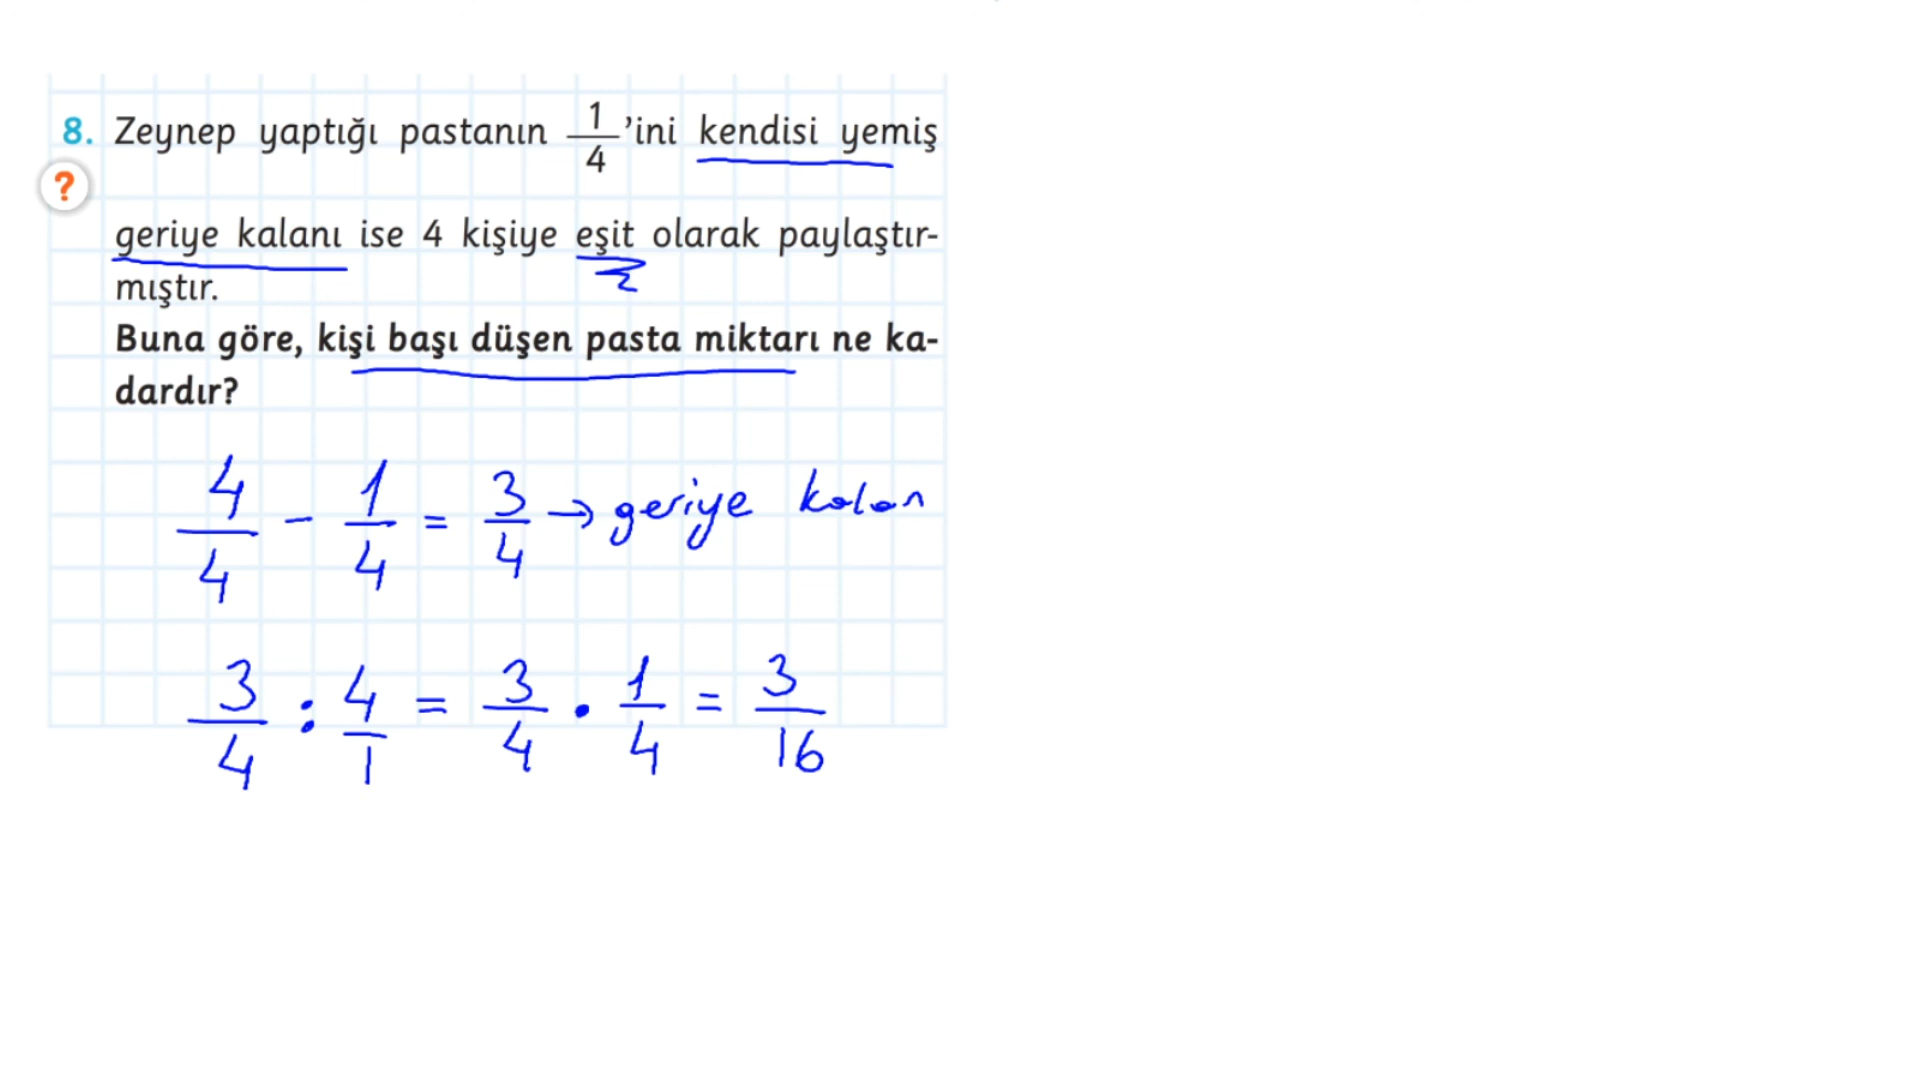 8. Zeynep yaptığı pastanın 1/4 'ini kendisi yemiş
?
geriye kalanı ise 4 kişiye eşit olarak paylaştır-
mıştır.
Buna göre, kişi başı düşen pasta miktarı ne ka-
dardır?
4/4 - 1/4 = 3/4 → geriye kalan
3/4 : 4/1 = 3/4 · 1/4 = 3/16